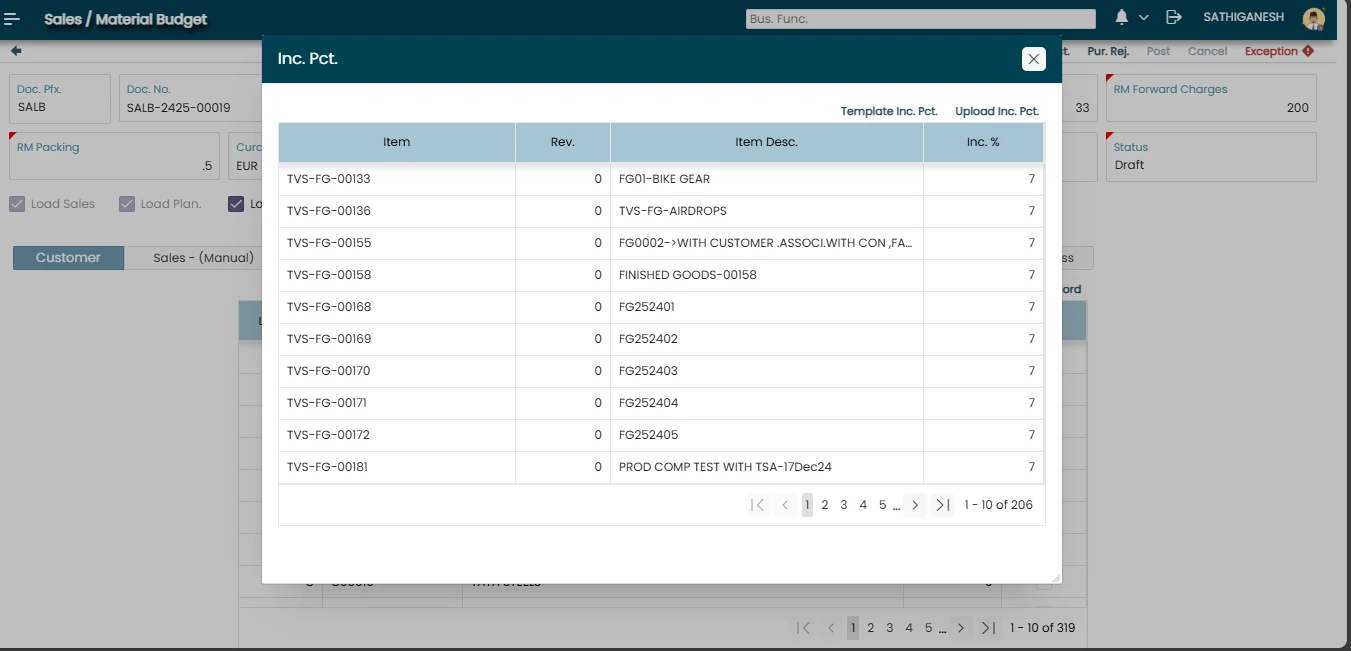 Sales / Material Budget
Bus. Func.
SATHIGANESH
Inc. Pct.
Pur. Rej.
Post
Cancel
Exception
Doc. Pfx.
SALB
Doc. No.
SALB-2425-00019
33
RM Forward Charges
200
Template Inc. Pct. Upload Inc. Pct.
RM Packing
.5
EUR
Status
Draft
Load Sales
Load Plan.
Customer
Sales - (Manual)
Item Rev. Item Desc. Inc. %
TVS-FG-00133 0 FG01-BIKE GEAR 7
TVS-FG-00136 0 TVS-FG-AIRDROPS 7
TVS-FG-00155 0 FG0002->WITH CUSTOMER .ASSOCI.WITH CON ,FA... 7
TVS-FG-00158 0 FINISHED GOODS-00158 7
TVS-FG-00168 0 FG252401 7
TVS-FG-00169 0 FG252402 7
TVS-FG-00170 0 FG252403 7
TVS-FG-00171 0 FG252404 7
TVS-FG-00172 0 FG252405 7
TVS-FG-00181 0 PROD COMP TEST WITH TSA-17Dec24 7
1 2 3 4 5 ... 1 - 10 of 206
1 2 3 4 5 ... 1 - 10 of 319